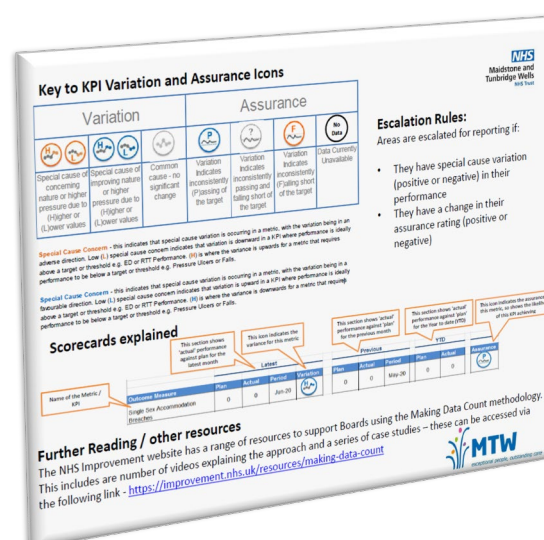 Key to KPI Variation and Assurance Icons
NHS
Maidstone and
Tunbridge Wells
NHS Trust
Variation
Assurance
H
L
H
L
P
?
F
No
Data
Special cause of
concerning
nature or higher
pressure due to
(H)igher or
(L)ower values
Special cause of
improving nature
or higher
pressure due to
(H)igher or
(L)ower values
Common
cause - no
significant
change
Variation
Indicates
inconsistently
(P)assing of
the target
Variation
Indicates
inconsistently
passing and
falling short of
the target
Variation
Indicates
inconsistently
(F)alling short
of the target
Data Currently
Unavailable
Escalation Rules:
Areas are escalated for reporting if:
• They have special cause variation
(positive or negative) in their
performance
• They have a change in their
assurance rating (positive or
negative)
Special Cause Concern - this indicates that special cause variation is occurring in a metric, with the variation being in an
adverse direction. Low (L) special cause concern indicates that variation is downward in a KPI where performance is ideally
above a target or threshold e.g. ED or RTT Performance. (H) is where the variance is upwards for a metric that requires
performance to be below a target or threshold e.g. Pressure Ulcers or Falls.
Special Cause Concern - this indicates that special cause variation is occurring in a metric, with the variation being in a
favourable direction. Low (L) special cause concern indicates that variation is upward in a KPI where performance is ideally
above a target or threshold e.g. ED or RTT Performance. (H) is where the variance is downwards for a metric that requires
performance to be below a target or threshold e.g. Pressure Ulcers or Falls.
Scorecards explained
Name of the Metric /
KPI
This section shows
'actual' performance
against plan for the
latest month
This icon indicates the
variance for this metric
This section shows 'actual'
performance against 'plan'
for the previous month
This section shows 'actual'
performance against 'plan'
for the Year to date (YTD)
This icon indicates the assurance
Latest
Previous
YTD
Outcome Measure
Plan
Actual
Period
Variation
Plan
Actual
Period
Plan
Actual
Assurance
Single Sex Accommodation
Breaches
0
0
Jun-20
0
0
May-20
0
0
P
Further Reading / other resources
The NHS Improvement website has a range of resources to support Boards using the Making Data Count methodology.
This includes are number of videos explaining the approach and a series of case studies – these can be accessed via
the following link - https://improvement.nhs.uk/resources/making-data-count
MTW
exceptional people, outstanding care